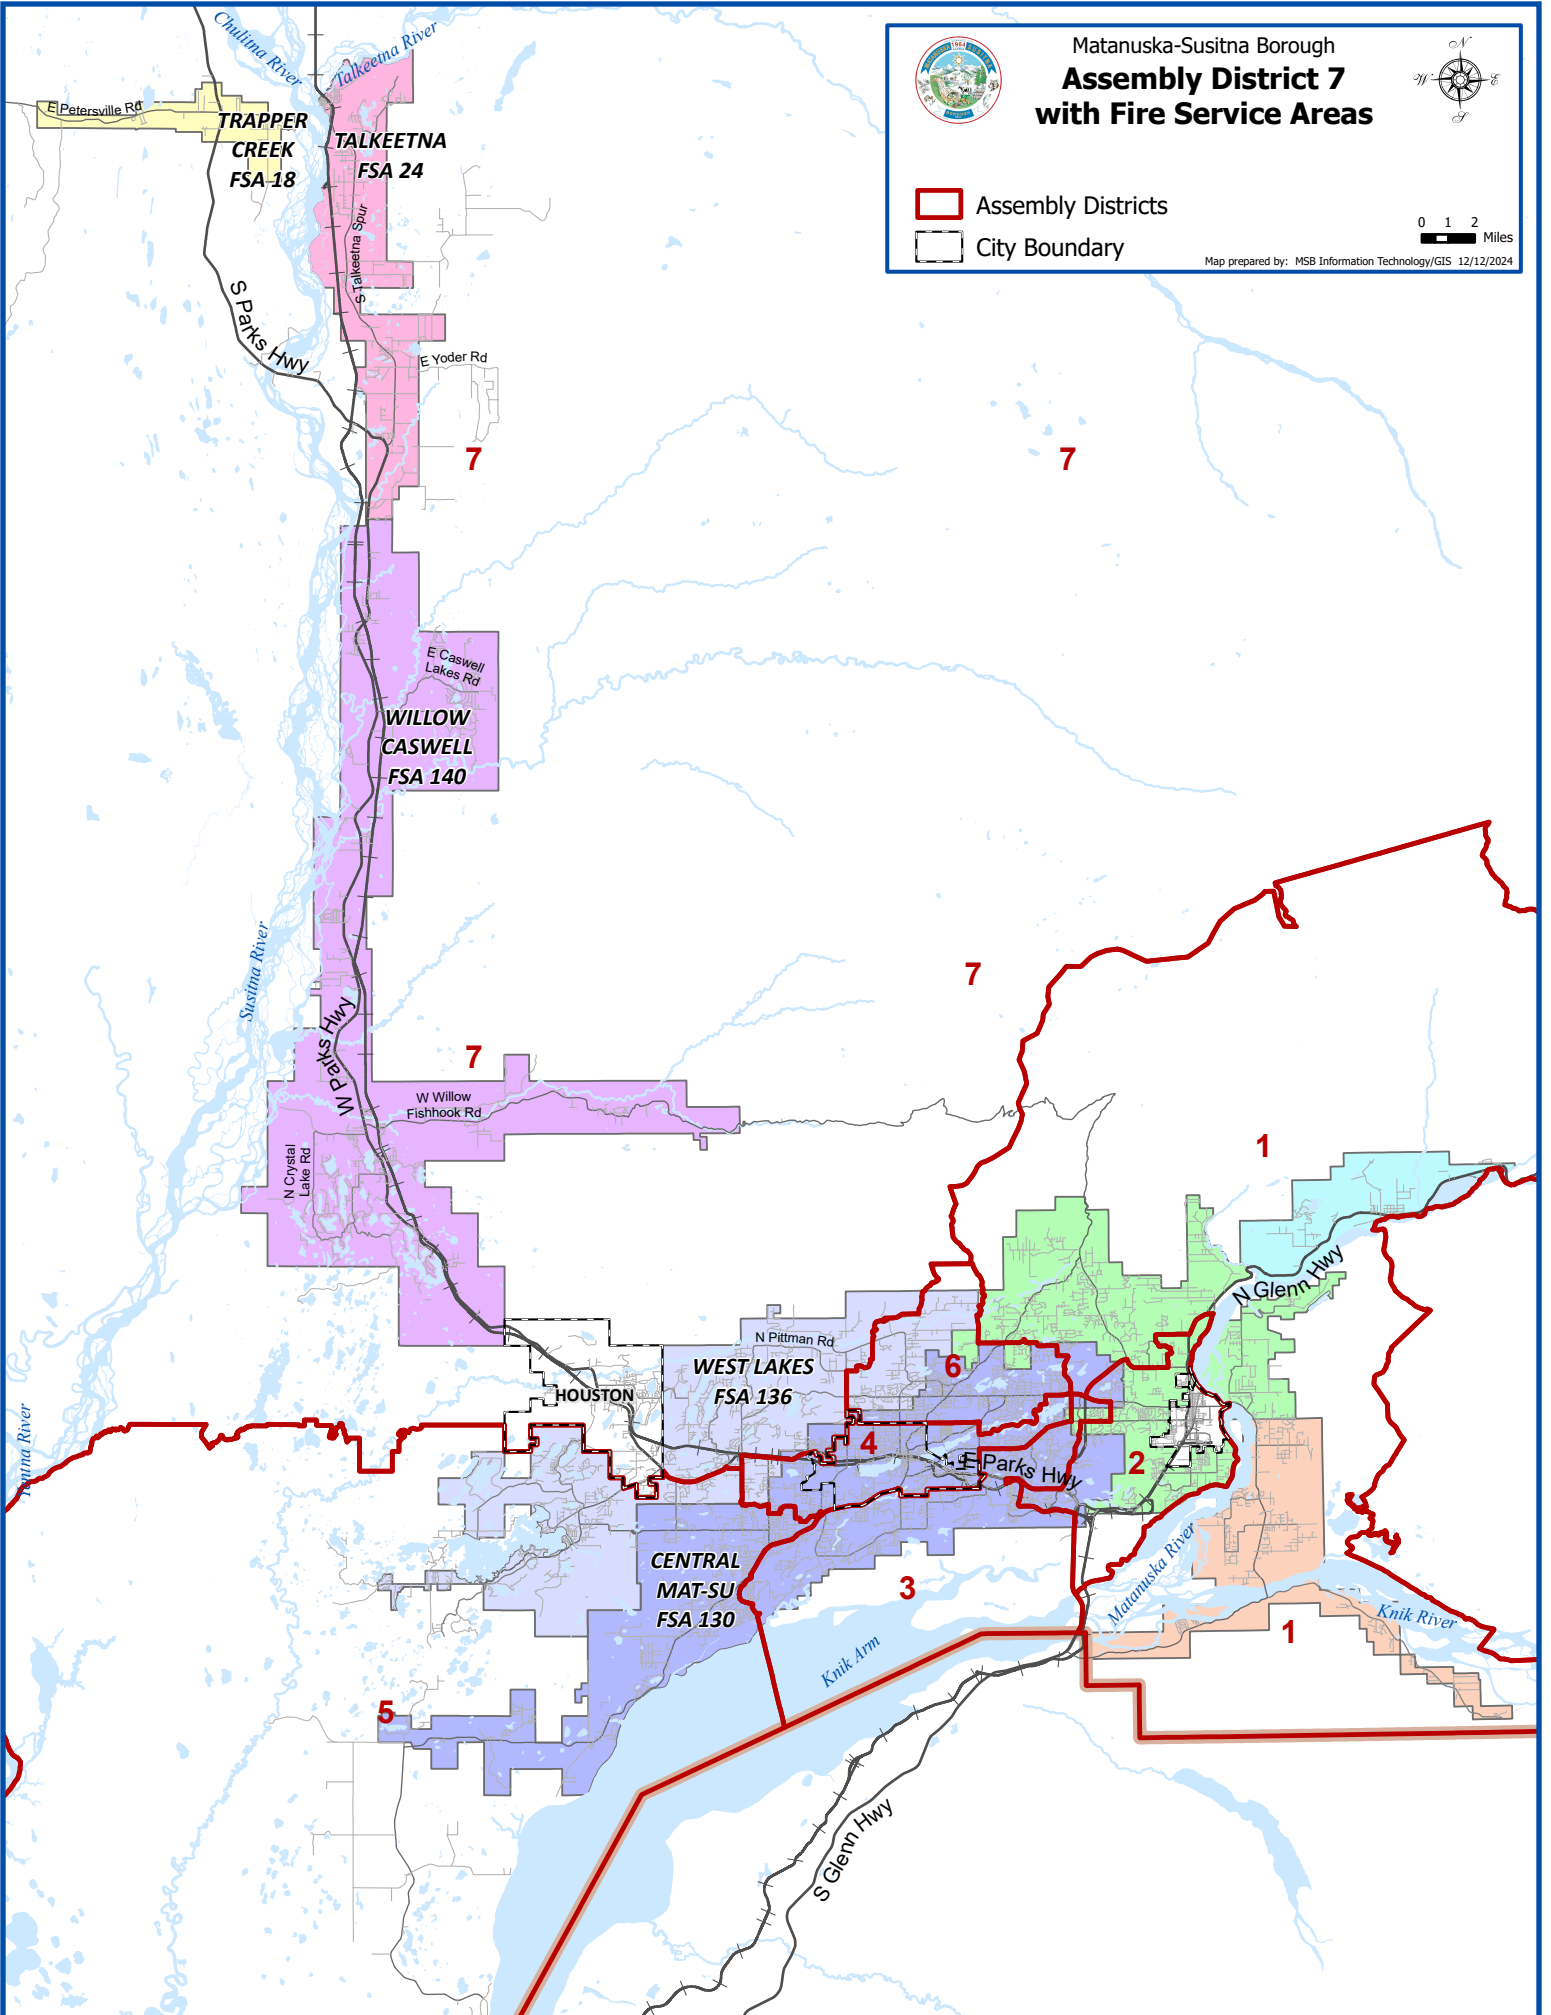 Matanuska-Susitna Borough
Assembly District 7
with Fire Service Areas
N
W
E
S
Assembly Districts
City Boundary
0 1 2
Miles
Map prepared by: MSB Information Technology/GIS 12/12/2024
Chulitna River
Talkeetna River
E Petersville Rd
TRAPPER
CREEK
FSA 18
TALKEETNA
FSA 24
S Talkeetna Spur
S Parks Hwy
E Yoder Rd
7
7
E Caswell
Lakes Rd
WILLOW
CASWELL
FSA 140
Susitna River
7
W Parks Hwy
7
W Willow
Fishhook Rd
N Crystal
Lake Rd
1
N Glenn Hwy
N Pittman Rd
WEST LAKES
FSA 136
6
HOUSTON
4
E Parks Hwy
2
Yentna River
CENTRAL
MAT-SU
FSA 130
3
Matanuska River
Knik River
1
Knik Arm
5
S Glenn Hwy